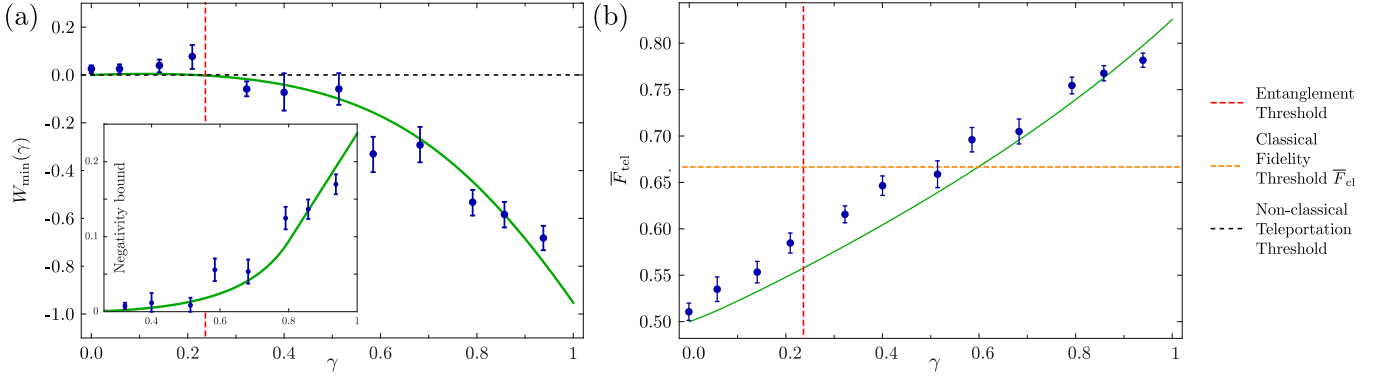 (a)
0.2
0.0
-0.2
-0.4
-0.6
-0.8
-1.0
W_min(γ)
0.0
0.2
0.4
0.6
0.8
1
γ
Negativity bound
0.2
0.1
0
0.4
0.6
0.8
1
(b)
0.80
0.75
0.70
0.65
0.60
0.55
0.50
F̅_tel
0.0
0.2
0.4
0.6
0.8
1
γ
Entanglement
Threshold
Classical
Fidelity
Threshold F̅_cl
Non-classical
Teleportation
Threshold